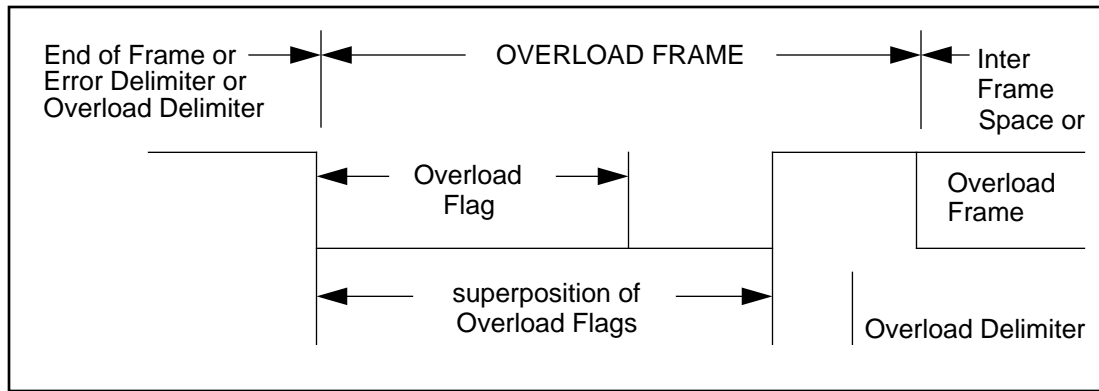 End of Frame or
Error Delimiter or
Overload Delimiter
OVERLOAD FRAME
Inter
Frame
Space or
Overload
Flag
Overload
Frame
superposition of
Overload Flags
Overload Delimiter